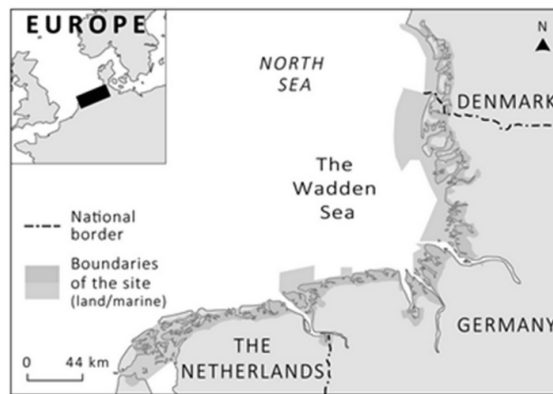 EUROPE
NORTH
SEA
N
DENMARK
The
Wadden
Sea
National
border
Boundaries
of the site
(land/marine)
0 44 km
THE
NETHERLANDS
GERMANY